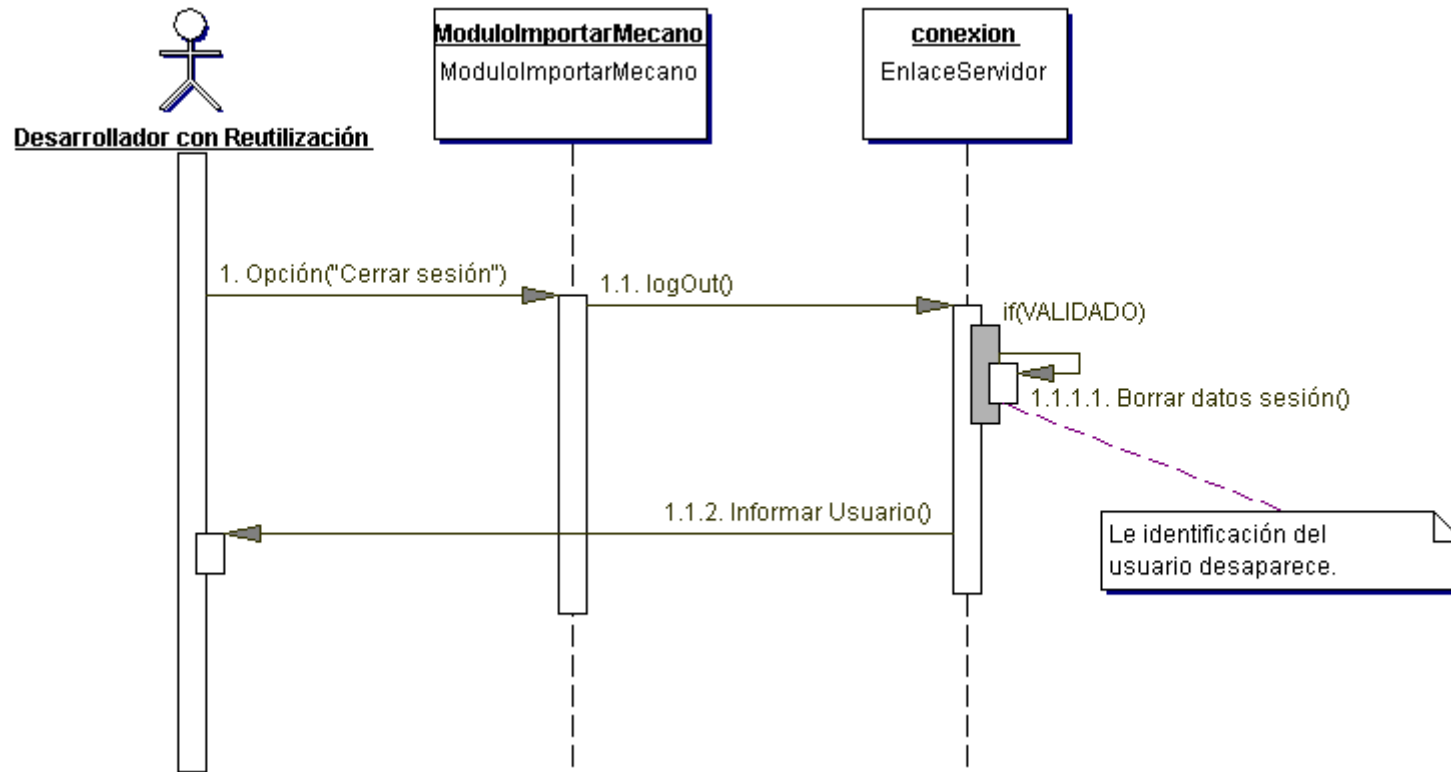 ModuloImportarMecano
ModuloImportarMecano
conexion
EnlaceServidor
Desarrollador con Reutilización
1. Opción("Cerrar sesión")
1.1. logOut()
if(VALIDADO)
1.1.1.1. Borrar datos sesión()
1.1.2. Informar Usuario()
Le identificación del
usuario desaparece.